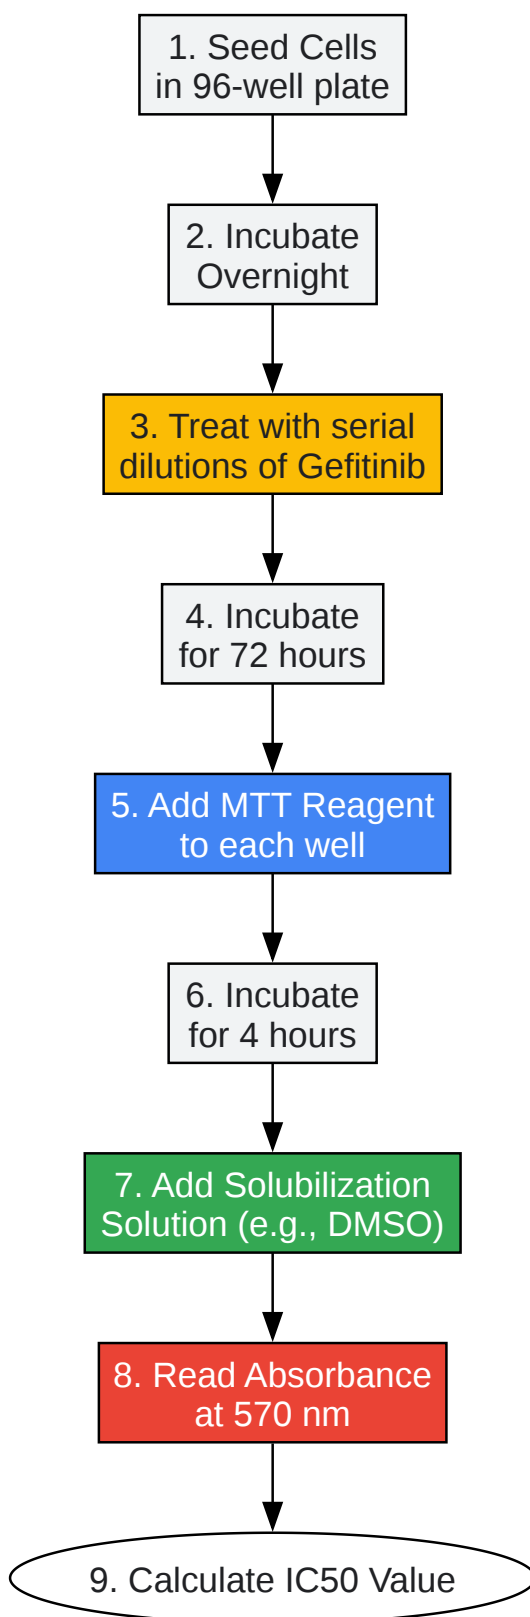 1. Seed Cells
in 96-well plate
2. Incubate
Overnight
3. Treat with serial
dilutions of Gefitinib
4. Incubate
for 72 hours
5. Add MTT Reagent
to each well
6. Incubate
for 4 hours
7. Add Solubilization
Solution (e.g., DMSO)
8. Read Absorbance
at 570 nm
9. Calculate IC50 Value